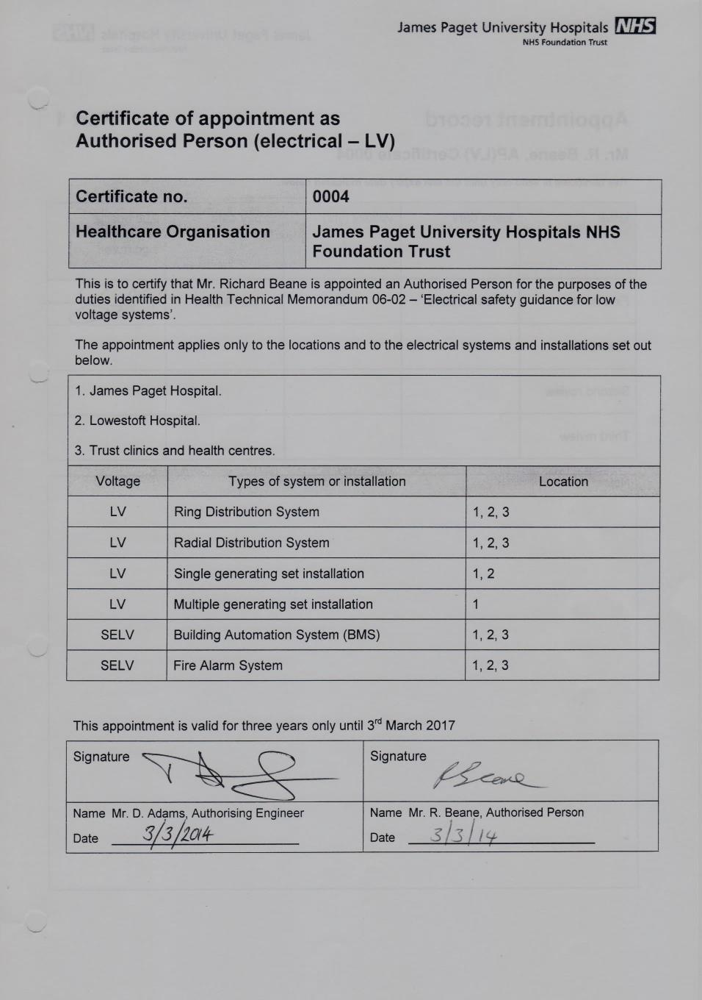 James Paget University Hospitals NHS
NHS Foundation Trust
Certificate of appointment as
Authorised Person (electrical – LV)
Certificate no. 0004
Healthcare Organisation James Paget University Hospitals NHS
Foundation Trust
This is to certify that Mr. Richard Beane is appointed an Authorised Person for the purposes of the
duties identified in Health Technical Memorandum 06-02 – ‘Electrical safety guidance for low
voltage systems’.
The appointment applies only to the locations and to the electrical systems and installations set out
below.
1. James Paget Hospital.
2. Lowestoft Hospital.
3. Trust clinics and health centres.
Voltage Types of system or installation Location
LV Ring Distribution System 1, 2, 3
LV Radial Distribution System 1, 2, 3
LV Single generating set installation 1, 2
LV Multiple generating set installation 1
SELV Building Automation System (BMS) 1, 2, 3
SELV Fire Alarm System 1, 2, 3
This appointment is valid for three years only until 3rd March 2017
Signature
Signature R Beane
Name Mr. D. Adams, Authorising Engineer
Date 3/3/2014
Name Mr. R. Beane, Authorised Person
Date 3/3/14